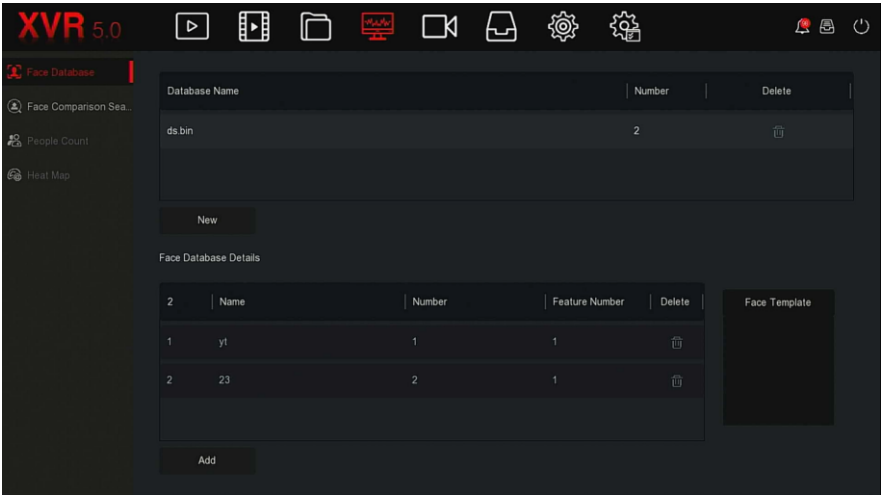 XVR 5.0
Face Database
Face Comparison Sea...
People Count
Heat Map
Database Name Number Delete
ds.bin 2
New
Face Database Details
2 Name Number Feature Number Delete
1 yt 1 1
2 23 2 1
Add
Face Template